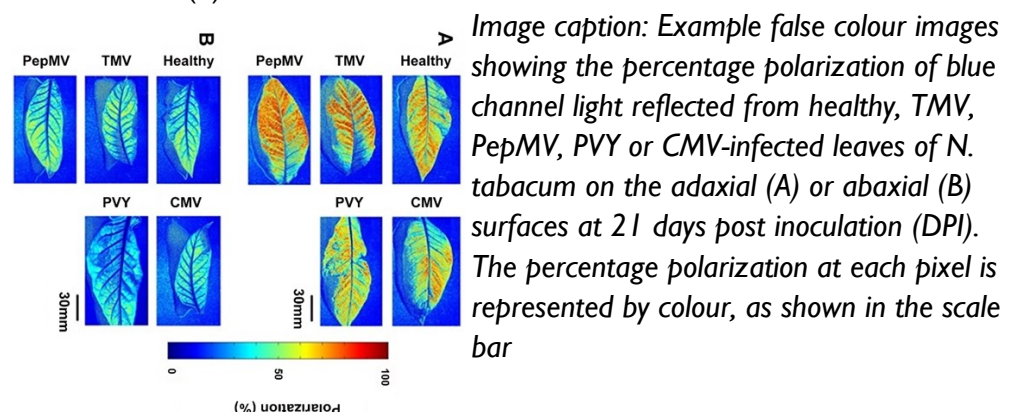 B
A
PepMV TMV Healthy
PepMV TMV Healthy
PVY CMV
PVY CMV
30mm
30mm
0 50 100
Polarization (%)
Image caption: Example false colour images
showing the percentage polarization of blue
channel light reflected from healthy, TMV,
PepMV, PVY or CMV-infected leaves of N.
tabacum on the adaxial (A) or abaxial (B)
surfaces at 21 days post inoculation (DPI).
The percentage polarization at each pixel is
represented by colour, as shown in the scale
bar